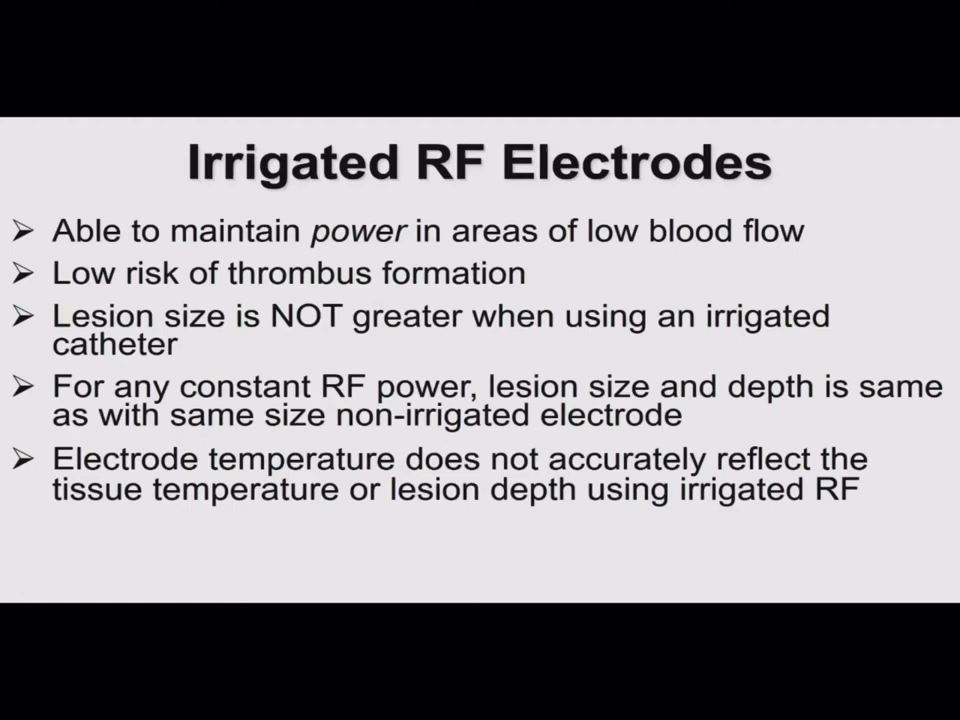 Irrigated RF Electrodes
➢ Able to maintain power in areas of low blood flow
➢ Low risk of thrombus formation
➢ Lesion size is NOT greater when using an irrigated
catheter
➢ For any constant RF power, lesion size and depth is same
as with same size non-irrigated electrode
➢ Electrode temperature does not accurately reflect the
tissue temperature or lesion depth using irrigated RF